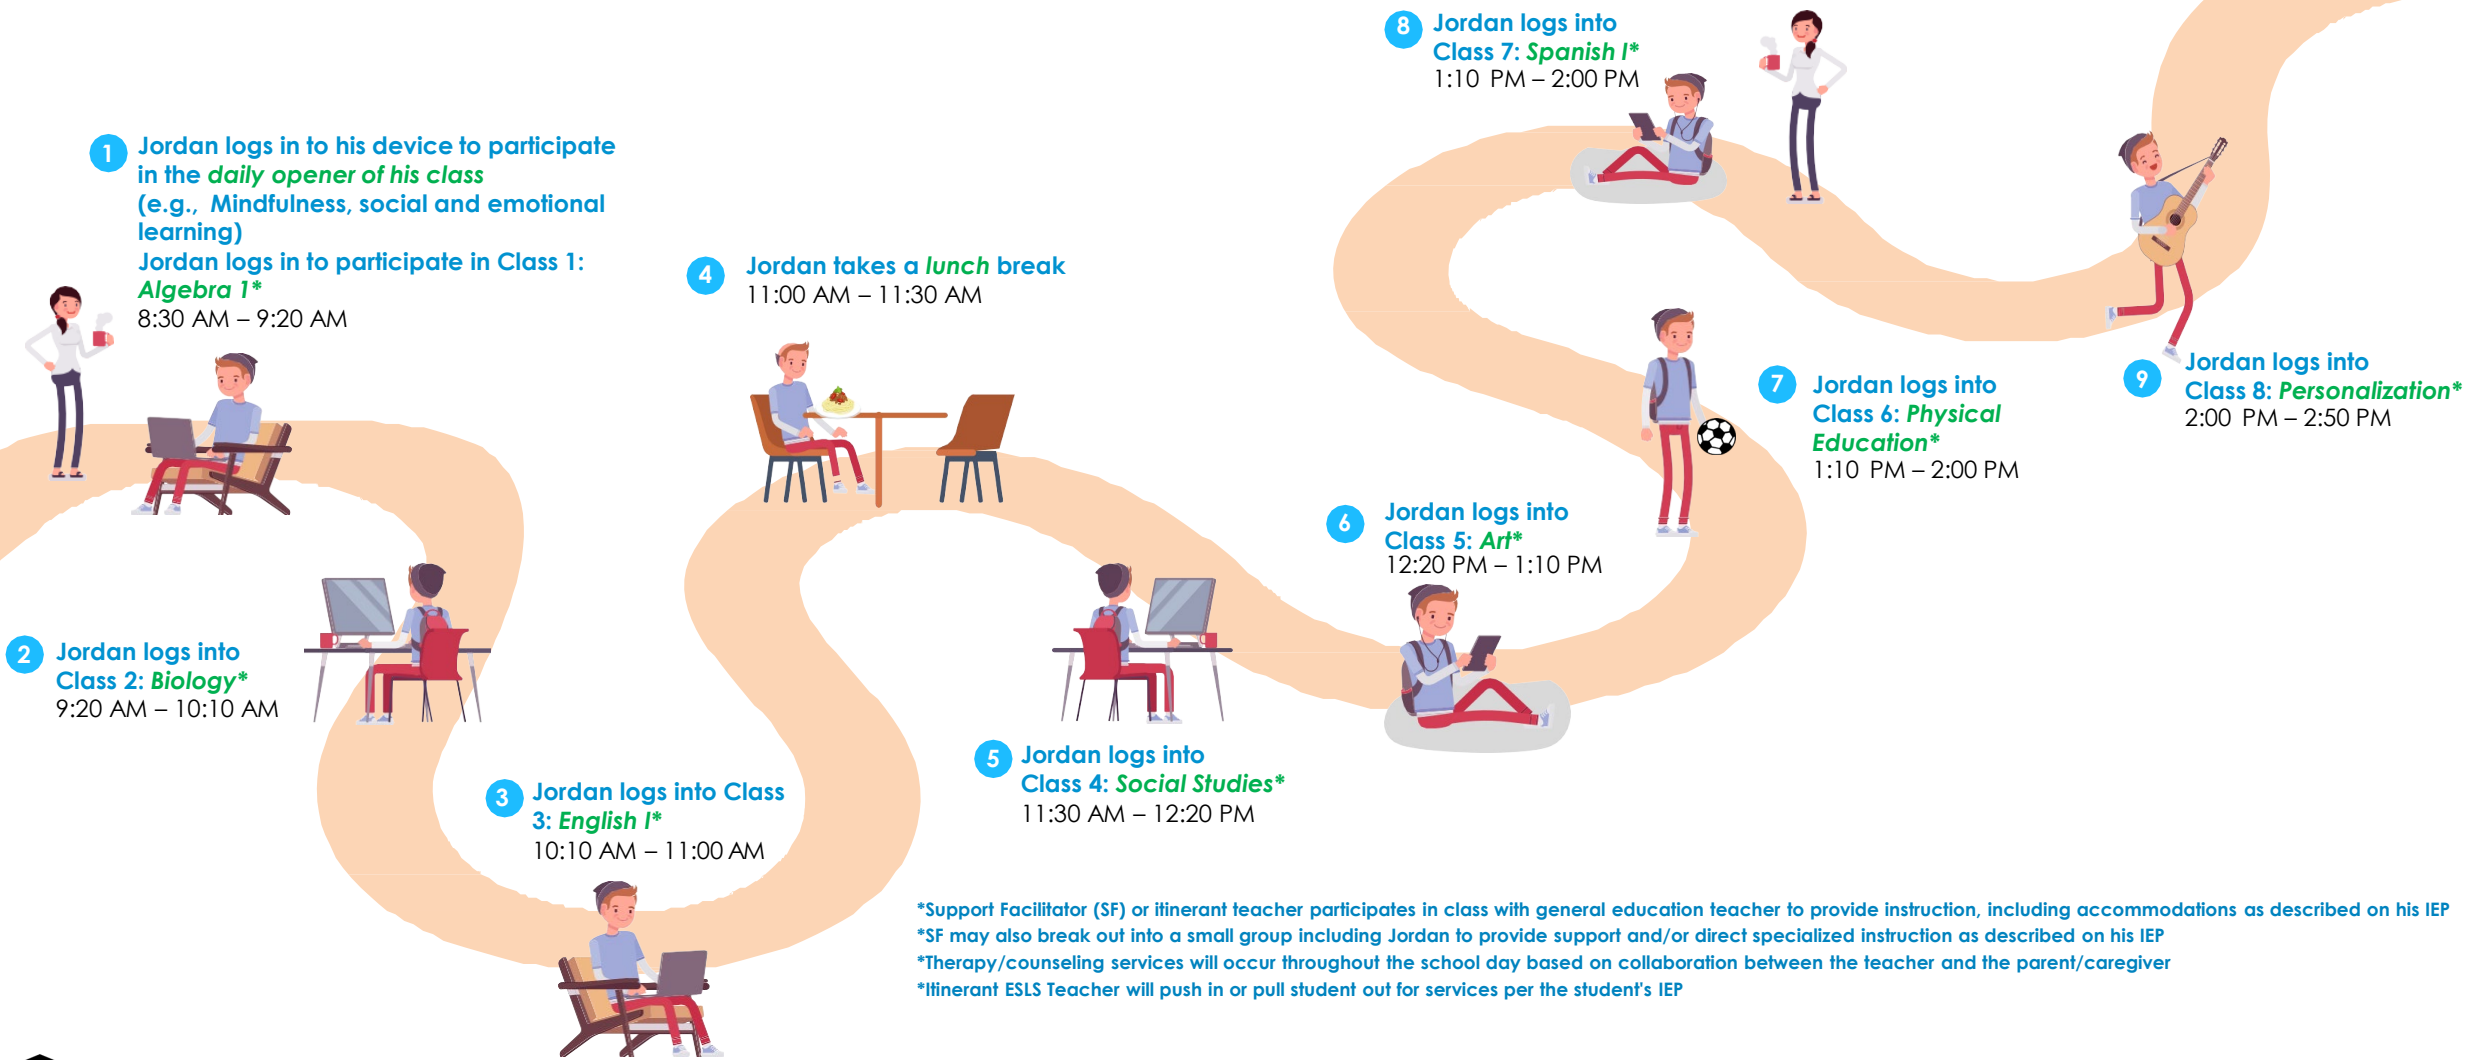 1
Jordan logs in to his device to participate
in the daily opener of his class
(e.g., Mindfulness, social and emotional
learning)
Jordan logs in to participate in Class 1:
Algebra 1*
8:30 AM – 9:20 AM
2
Jordan logs into
Class 2: Biology*
9:20 AM – 10:10 AM
3
Jordan logs into Class
3: English I*
10:10 AM – 11:00 AM
4
Jordan takes a lunch break
11:00 AM – 11:30 AM
5
Jordan logs into
Class 4: Social Studies*
11:30 AM – 12:20 PM
6
Jordan logs into
Class 5: Art*
12:20 PM – 1:10 PM
7
Jordan logs into
Class 6: Physical
Education*
1:10 PM – 2:00 PM
8
Jordan logs into
Class 7: Spanish I*
1:10 PM – 2:00 PM
9
Jordan logs into
Class 8: Personalization*
2:00 PM – 2:50 PM
*Support Facilitator (SF) or itinerant teacher participates in class with general education teacher to provide instruction, including accommodations as described on his IEP
*SF may also break out into a small group including Jordan to provide support and/or direct specialized instruction as described on his IEP
*Therapy/counseling services will occur throughout the school day based on collaboration between the teacher and the parent/caregiver
*Itinerant ESLS Teacher will push in or pull student out for services per the student's IEP